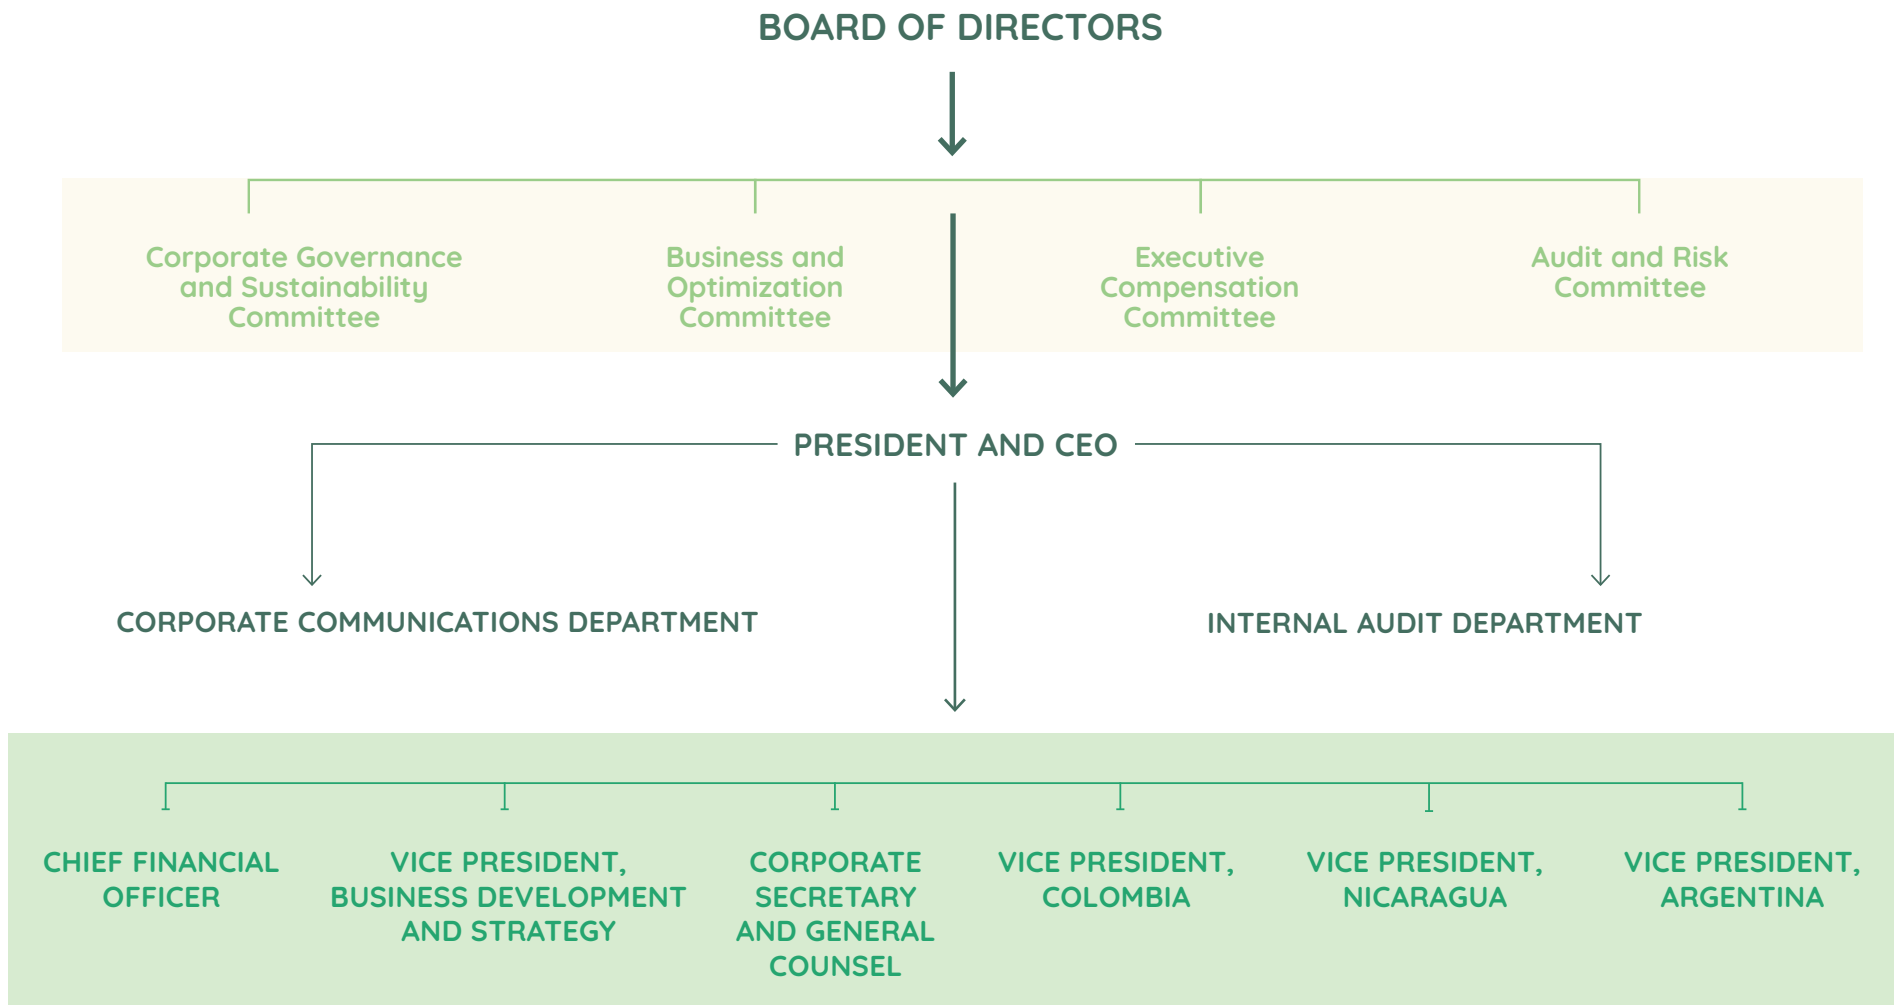 BOARD OF DIRECTORS
Corporate Governance
and Sustainability
Committee
Business and
Optimization
Committee
Executive
Compensation
Committee
Audit and Risk
Committee
PRESIDENT AND CEO
CORPORATE COMMUNICATIONS DEPARTMENT
INTERNAL AUDIT DEPARTMENT
CHIEF FINANCIAL
OFFICER
VICE PRESIDENT,
BUSINESS DEVELOPMENT
AND STRATEGY
CORPORATE
SECRETARY
AND GENERAL
COUNSEL
VICE PRESIDENT,
COLOMBIA
VICE PRESIDENT,
NICARAGUA
VICE PRESIDENT,
ARGENTINA